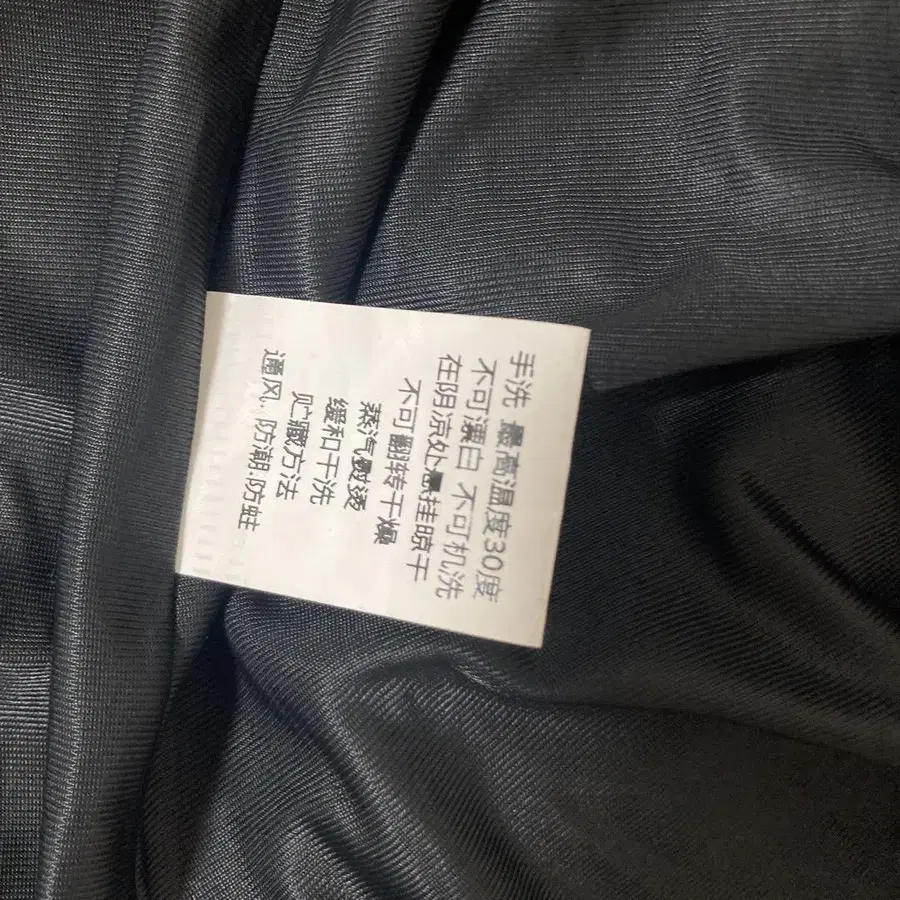 手洗 最高温度30度
不可漂白 不可机洗
在阴凉处悬挂晾干
不可翻转干燥
蒸汽熨烫
缓和干洗
贮藏方法
通风. 防潮.防蛀